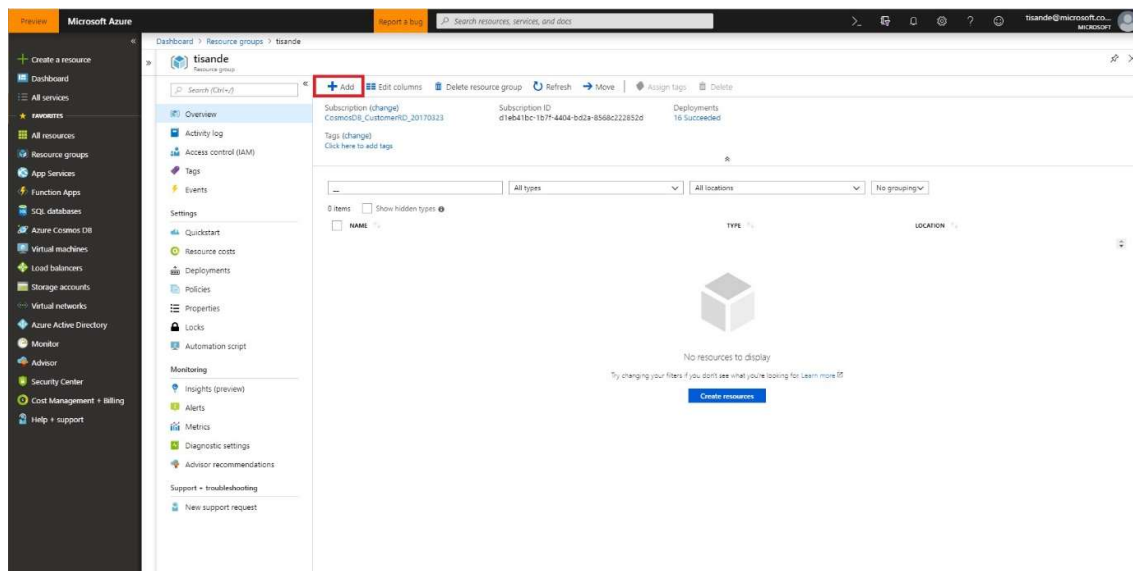 Preview
Microsoft Azure
Report a bug
Search resources, services, and docs
tisande@microsoft.co...
MICROSOFT
Create a resource
Dashboard
All services
FAVORITES
All resources
Resource groups
App Services
Function Apps
SQL databases
Azure Cosmos DB
Virtual machines
Load balancers
Storage accounts
Virtual networks
Azure Active Directory
Monitor
Advisor
Security Center
Cost Management + Billing
Help + support
Dashboard > Resource groups > tisande
tisande
Resource group
Search (Ctrl+/)
Overview
Activity log
Access control (IAM)
Tags
Events
Settings
Quickstart
Resource costs
Deployments
Policies
Properties
Locks
Automation script
Monitoring
Insights (preview)
Alerts
Metrics
Diagnostic settings
Advisor recommendations
Support + troubleshooting
New support request
Add Edit columns Delete resource group Refresh Move Assign tags Delete
Subscription (change)
CosmosDB_CustomerRD_20170323
Subscription ID
d1eb41bc-1b7f-4404-bd2a-8568c222852d
Deployments
16 Succeeded
Tags (change)
Click here to add tags
All types
All locations
No grouping
0 items Show hidden types
NAME TYPE LOCATION
No resources to display
Try changing your filters if you don't see what you're looking for. Learn more
Create resources